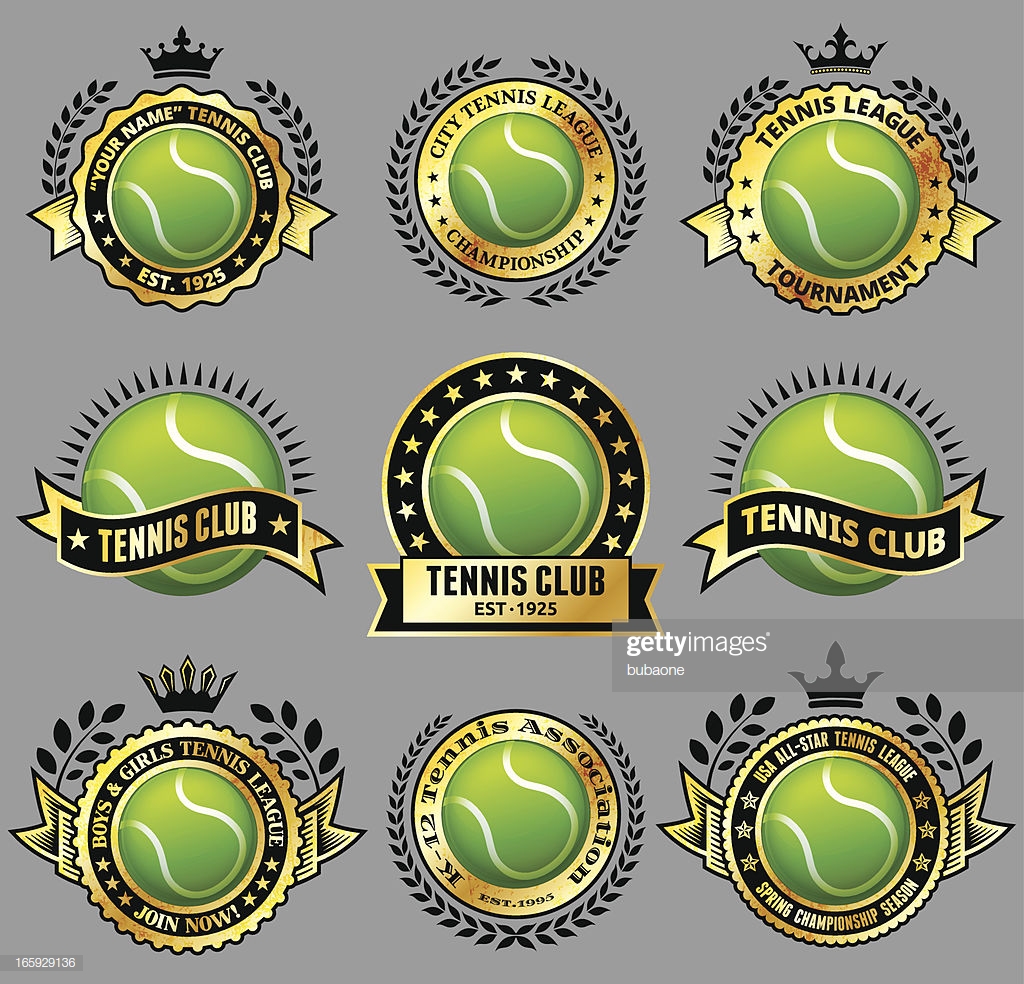 "YOUR NAME" TENNIS CLUB
EST. 1925
CITY TENNIS LEAGUE
CHAMPIONSHIP
TENNIS LEAGUE
TOURNAMENT
TENNIS CLUB
TENNIS CLUB
EST·1925
TENNIS CLUB
gettyimages®
bubaone
BOYS & GIRLS TENNIS LEAGUE
JOIN NOW!
K-12 Tennis Association
EST.1995
USA ALL-STAR TENNIS LEAGUE
SPRING CHAMPIONSHIP SEASON
165929136